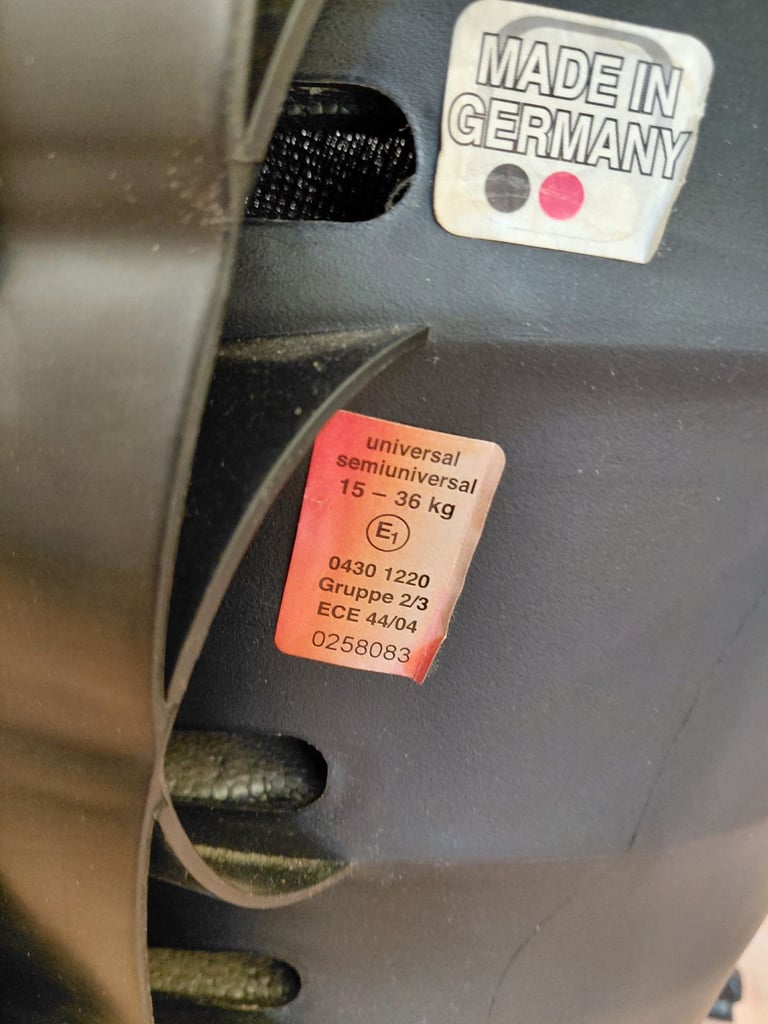 MADE IN
GERMANY
universal
semiuniversal
15 – 36 kg
E1
0430 1220
Gruppe 2/3
ECE 44/04
0258083